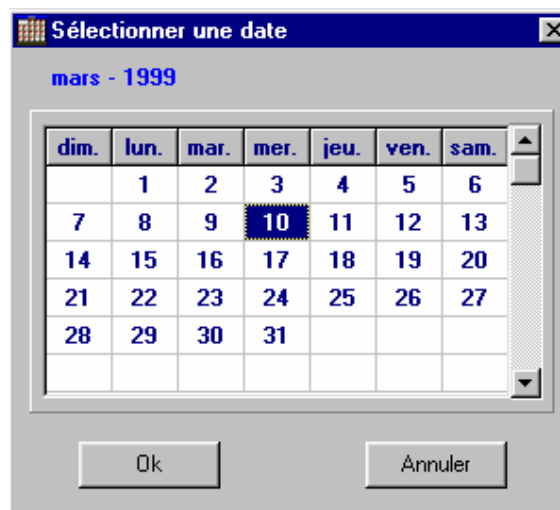 Sélectionner une date
mars - 1999
dim. lun. mar. mer. jeu. ven. sam.
1 2 3 4 5 6
7 8 9 10 11 12 13
14 15 16 17 18 19 20
21 22 23 24 25 26 27
28 29 30 31
Ok Annuler